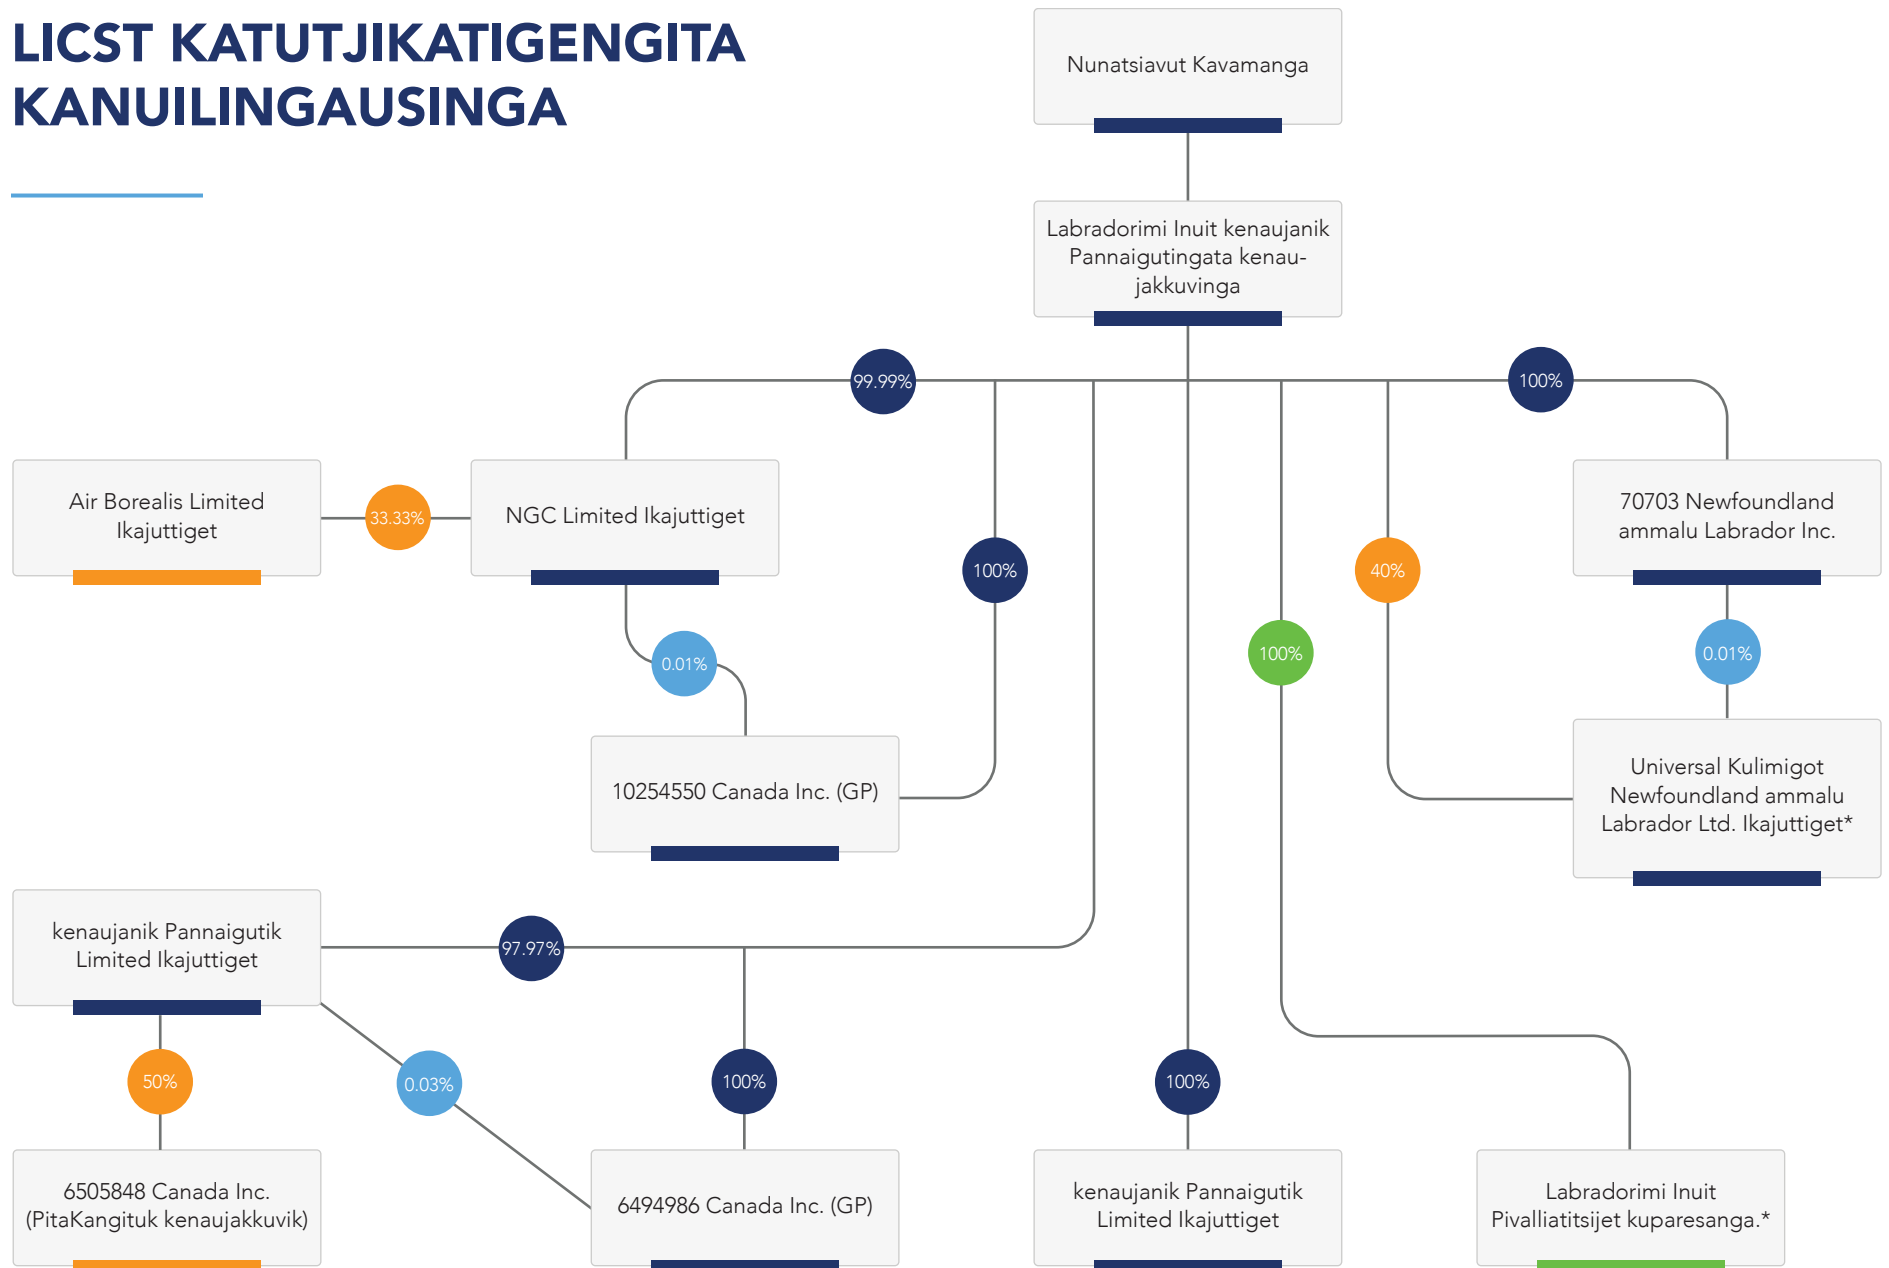 LICST KATUTJIKATIGENGITA
KANUILINGAUSINGA
Nunatsiavut Kavamanga
Labradorimi Inuit kenaujanik
Pannaigutingata kenau-
jakkuvinga
99.99%
100%
Air Borealis Limited
Ikajuttiget
33.33%
NGC Limited Ikajuttiget
100%
40%
70703 Newfoundland
ammalu Labrador Inc.
0.01%
100%
0.01%
10254550 Canada Inc. (GP)
Universal Kulimigot
Newfoundland ammalu
Labrador Ltd. Ikajuttiget*
kenaujanik Pannaigutik
Limited Ikajuttiget
97.97%
50%
0.03%
100%
100%
6505848 Canada Inc.
(PitaKangituk kenaujakkuvik)
6494986 Canada Inc. (GP)
kenaujanik Pannaigutik
Limited Ikajuttiget
Labradorimi Inuit
Pivalliatitsijet kuparesanga.*